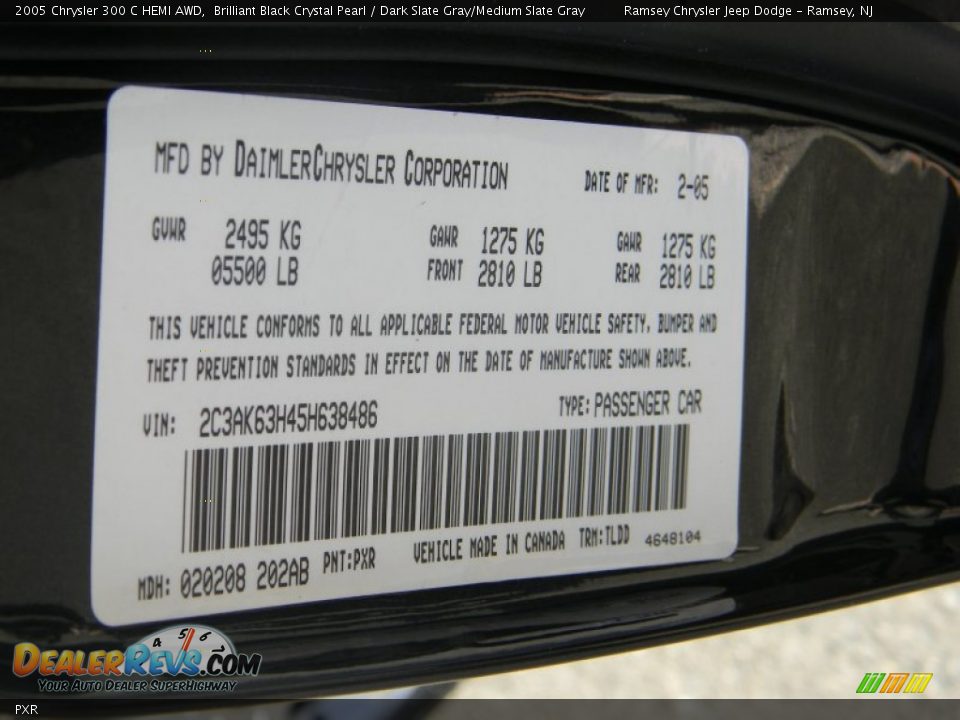 2005 Chrysler 300 C HEMI AWD, Brilliant Black Crystal Pearl / Dark Slate Gray/Medium Slate Gray Ramsey Chrysler Jeep Dodge - Ramsey, NJ
MFD BY DAIMLERCHRYSLER CORPORATION DATE OF MFR: 2-05
GVWR 2495 KG GAWR 1275 KG GAWR 1275 KG
05500 LB FRONT 2810 LB REAR 2810 LB
THIS VEHICLE CONFORMS TO ALL APPLICABLE FEDERAL MOTOR VEHICLE SAFETY, BUMPER AND
THEFT PREVENTION STANDARDS IN EFFECT ON THE DATE OF MANUFACTURE SHOWN ABOVE.
VIN: 2C3AK63H45H638486 TYPE: PASSENGER CAR
MDH: 020208 202AB PNT:PXR VEHICLE MADE IN CANADA TRM:TLDD 4648104
4 5 6
DEALERREVS.COM
Your Auto Dealer SuperHighway
PXR